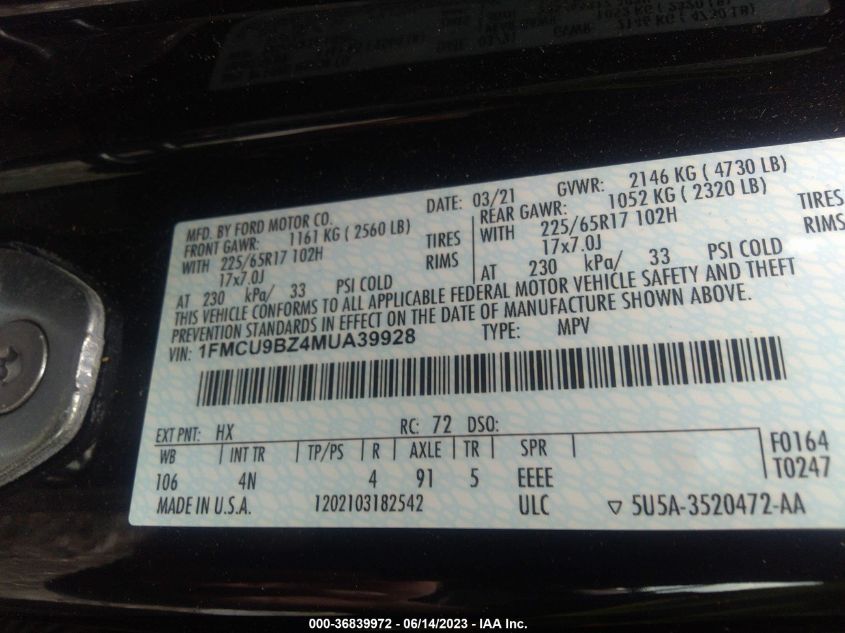 MFD. BY FORD MOTOR CO.
DATE: 03/21 GVWR: 2146 KG ( 4730 LB)
FRONT GAWR: 1161 KG ( 2560 LB)
REAR GAWR: 1052 KG ( 2320 LB)
WITH 225/65R17 102H TIRES
WITH 225/65R17 102H TIRES
17x7.0J RIMS
17x7.0J RIMS
AT 230 kPa/ 33 PSI COLD
AT 230 kPa/ 33 PSI COLD
THIS VEHICLE CONFORMS TO ALL APPLICABLE FEDERAL MOTOR VEHICLE SAFETY AND THEFT
PREVENTION STANDARDS IN EFFECT ON THE DATE OF MANUFACTURE SHOWN ABOVE.
VIN: 1FMCU9BZ4MUA39928 TYPE: MPV
EXT PNT: HX RC: 72 DSO:
WB INT TR TP/PS R AXLE TR SPR
106 4N 4 91 5 EEEE
F0164
T0247
MADE IN U.S.A. 1202103182542 ULC ▽ 5U5A-3520472-AA
000-36839972 - 06/14/2023 - IAA Inc.